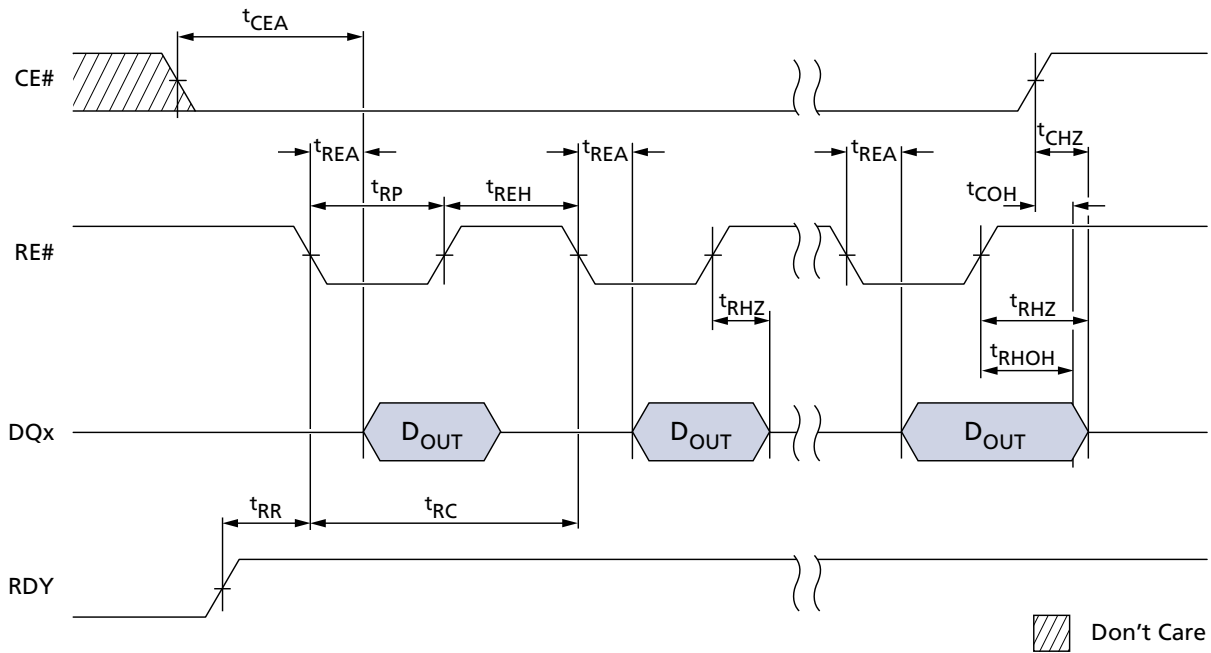 tCEA
CE#
tCHZ
tREA tREA tREA
tRP tREH tCOH
RE#
tRHZ tRHZ
tRHOH
DQx DOUT DOUT DOUT
tRR tRC
RDY
Don't Care